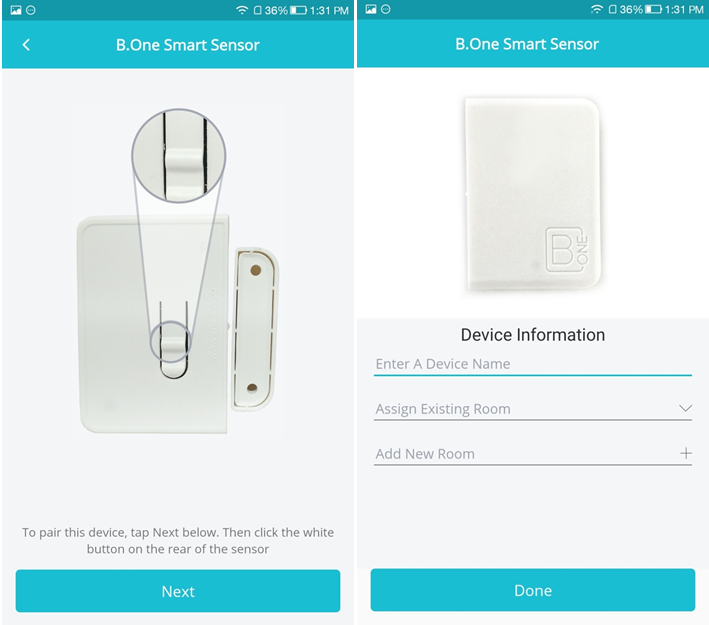 36% 1:31 PM
B.One Smart Sensor
To pair this device, tap Next below. Then click the white
button on the rear of the sensor
Next
36% 1:31 PM
B.One Smart Sensor
B.
ONE
Device Information
Enter A Device Name
Assign Existing Room
Add New Room
Done